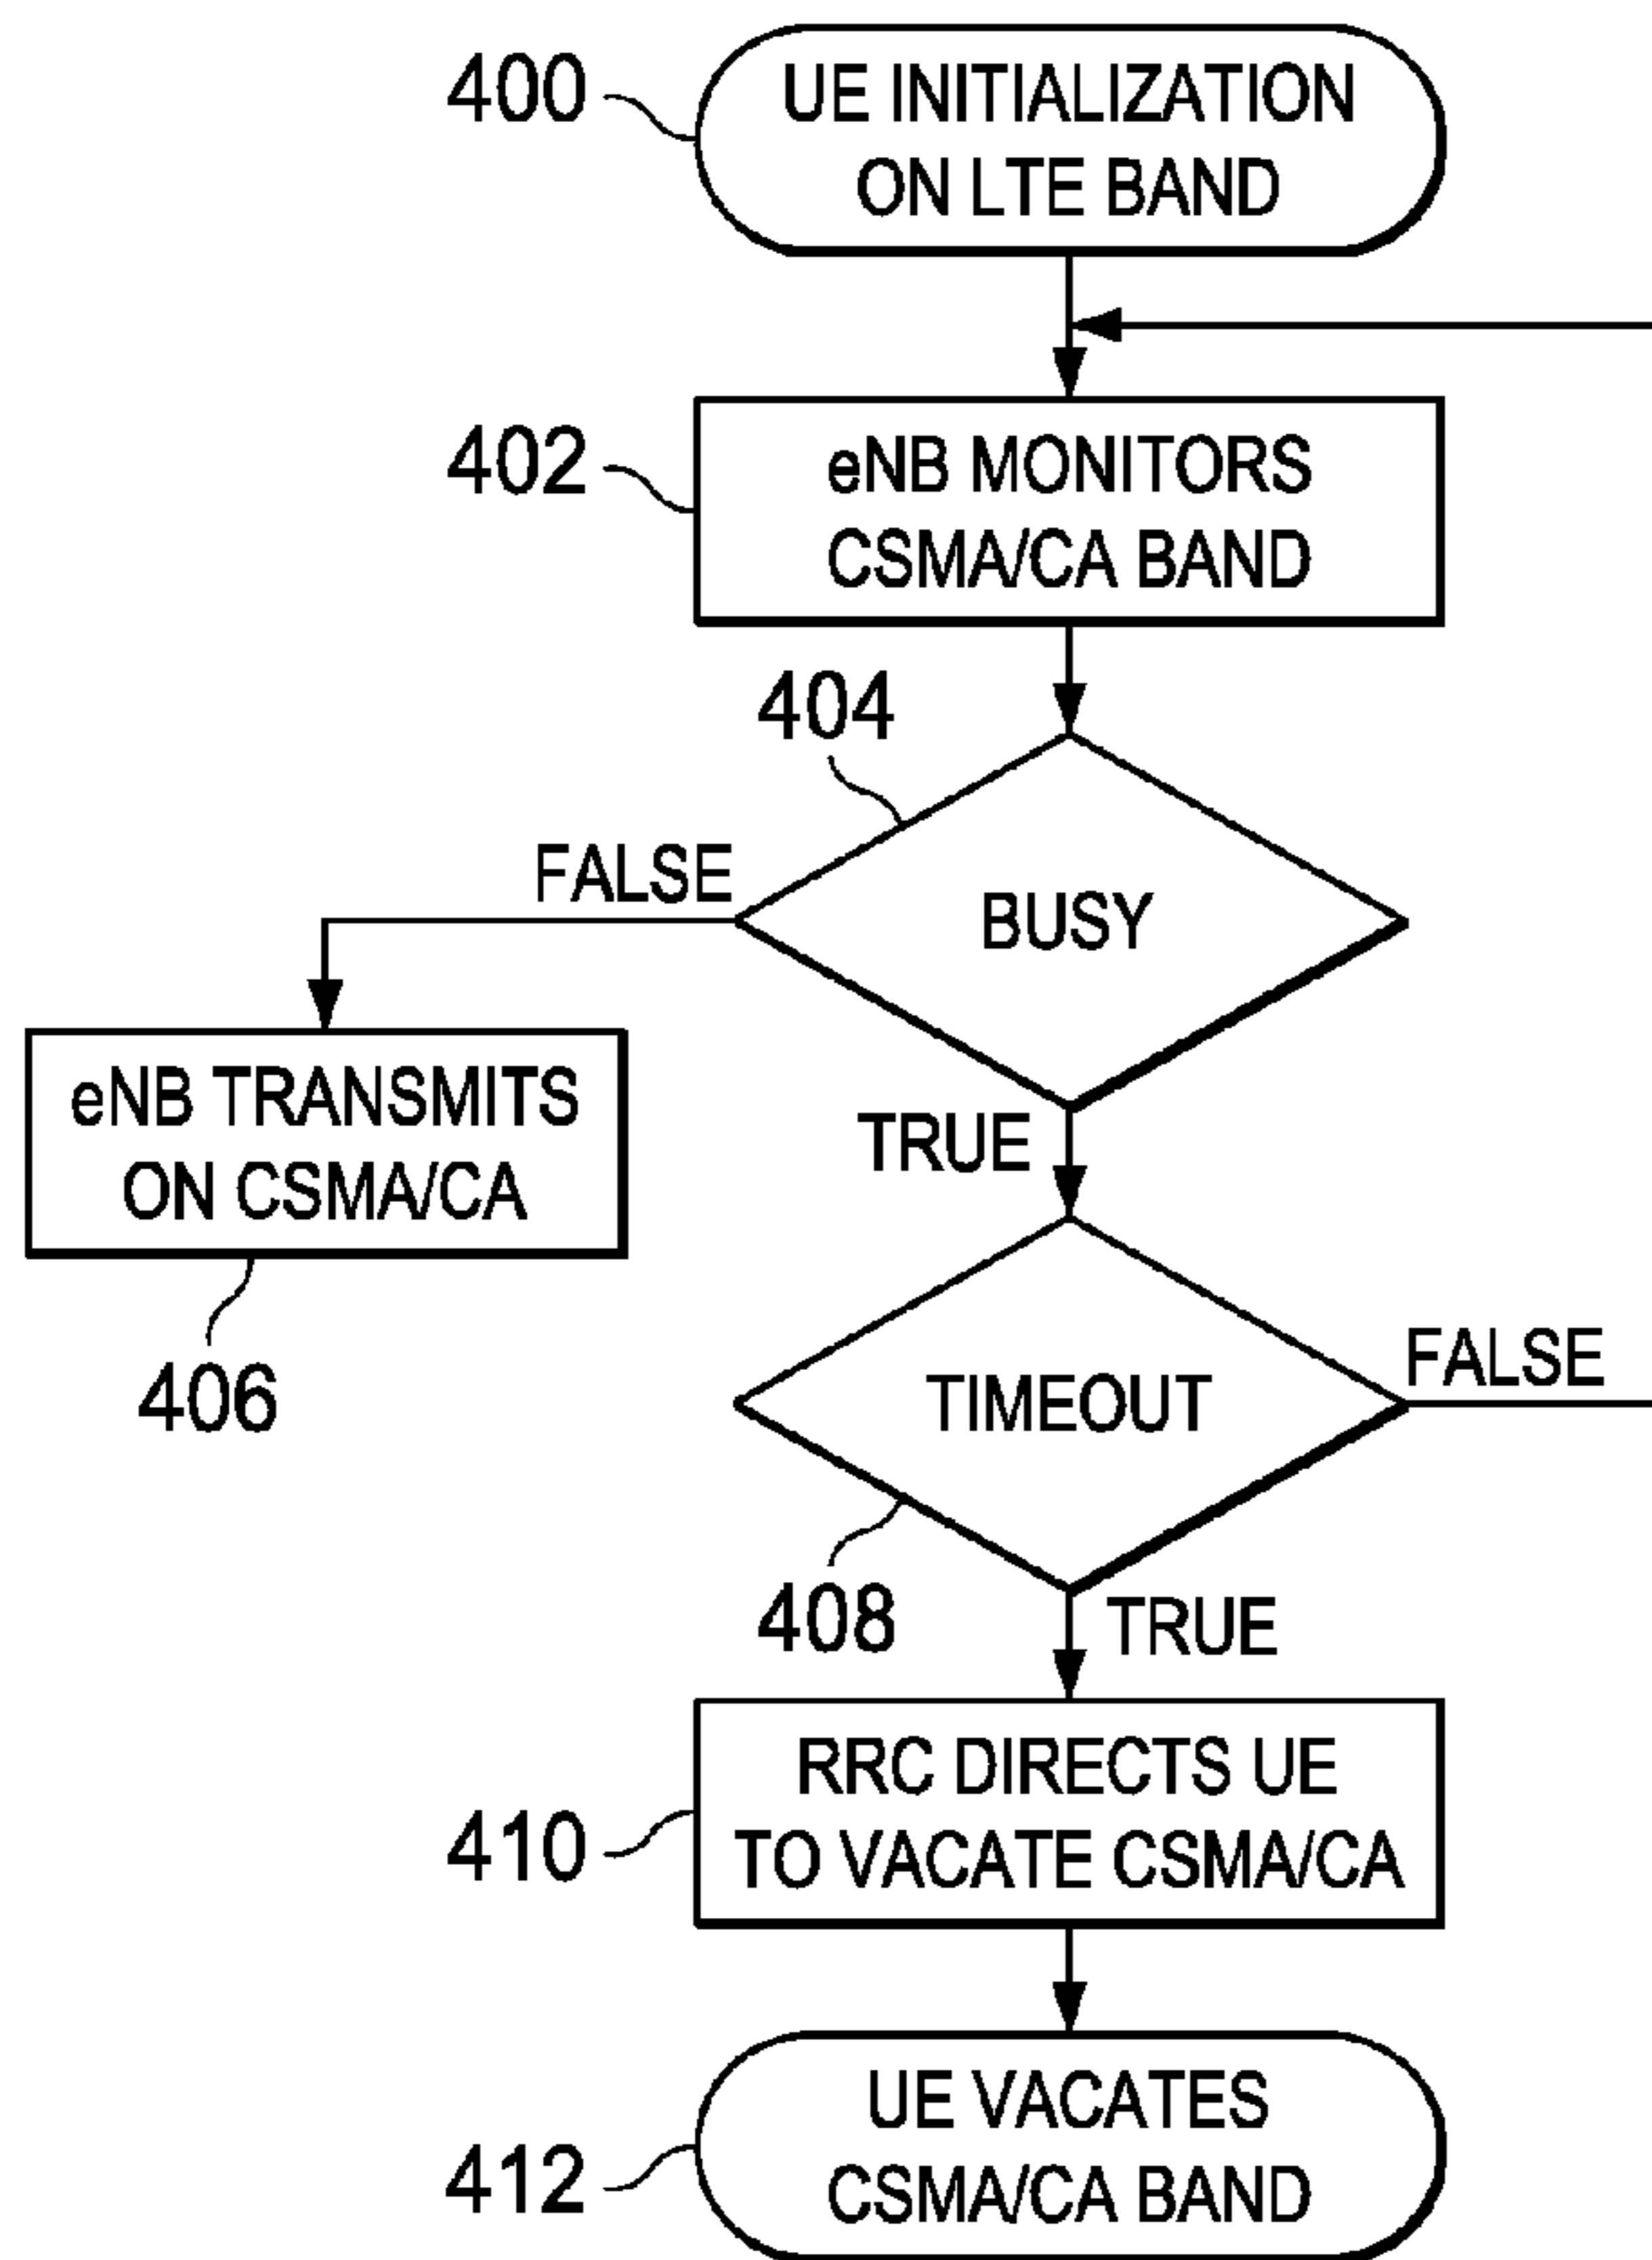 400
UE INITIALIZATION
ON LTE BAND
402
eNB MONITORS
CSMA/CA BAND
404
FALSE
BUSY
eNB TRANSMITS
ON CSMA/CA
406
TRUE
TIMEOUT
FALSE
408
TRUE
410
RRC DIRECTS UE
TO VACATE CSMA/CA
412
UE VACATES
CSMA/CA BAND